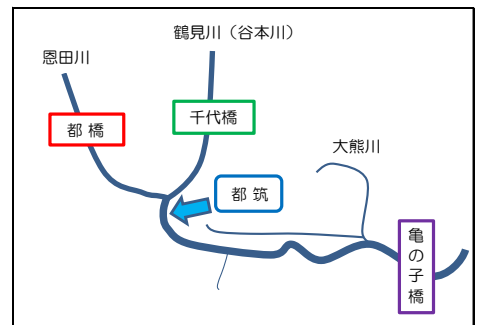 鶴見川（谷本川）
恩田川
千代橋
都 橋
大熊川
都 筑
亀の子橋